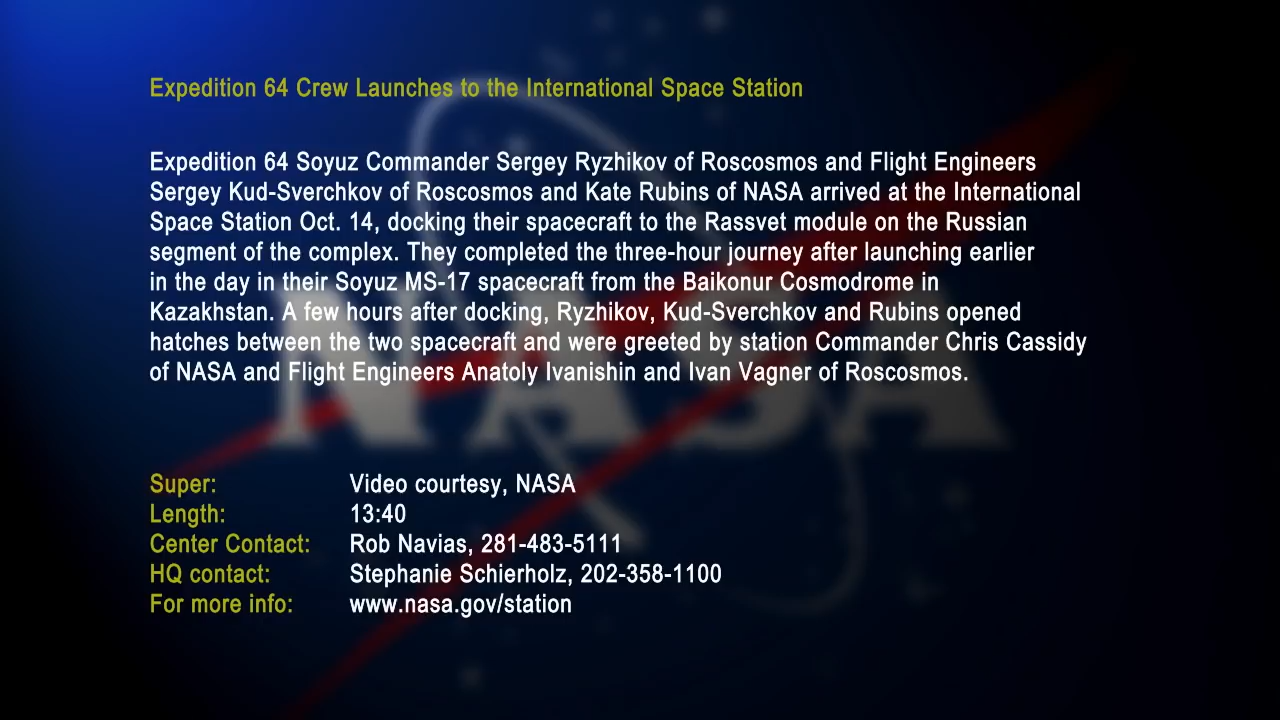 Expedition 64 Crew Launches to the International Space Station
Expedition 64 Soyuz Commander Sergey Ryzhikov of Roscosmos and Flight Engineers
Sergey Kud-Sverchkov of Roscosmos and Kate Rubins of NASA arrived at the International
Space Station Oct. 14, docking their spacecraft to the Rassvet module on the Russian
segment of the complex. They completed the three-hour journey after launching earlier
in the day in their Soyuz MS-17 spacecraft from the Baikonur Cosmodrome in
Kazakhstan. A few hours after docking, Ryzhikov, Kud-Sverchkov and Rubins opened
hatches between the two spacecraft and were greeted by station Commander Chris Cassidy
of NASA and Flight Engineers Anatoly Ivanishin and Ivan Vagner of Roscosmos.
NASA
Super: Video courtesy, NASA
Length: 13:40
Center Contact: Rob Navias, 281-483-5111
HQ contact: Stephanie Schierholz, 202-358-1100
For more info: www.nasa.gov/station